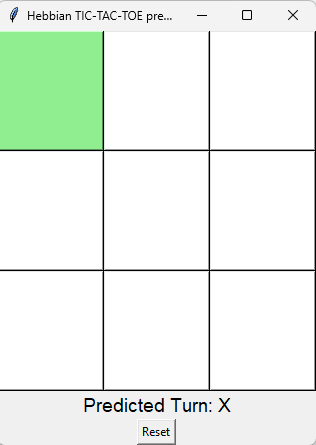 Hebbian TIC-TAC-TOE pre...
Predicted Turn: X
Reset